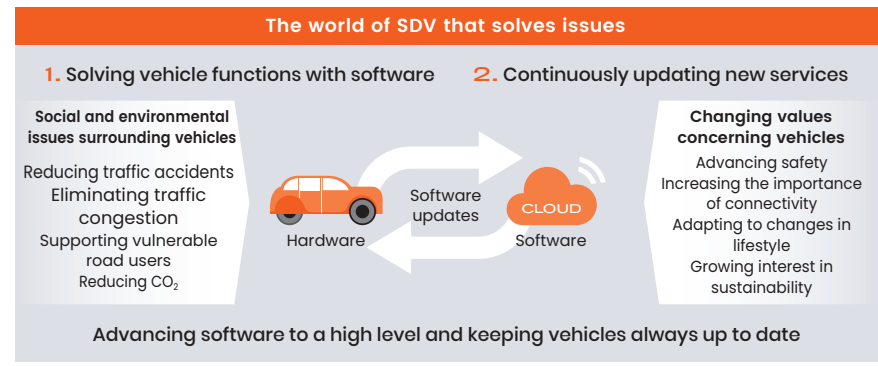 The world of SDV that solves issues
1. Solving vehicle functions with software
2. Continuously updating new services
Social and environmental
issues surrounding vehicles
Reducing traffic accidents
Eliminating traffic
congestion
Supporting vulnerable
road users
Reducing CO₂
Hardware
Software
updates
CLOUD
Software
Changing values
concerning vehicles
Advancing safety
Increasing the importance
of connectivity
Adapting to changes in
lifestyle
Growing interest in
sustainability
Advancing software to a high level and keeping vehicles always up to date